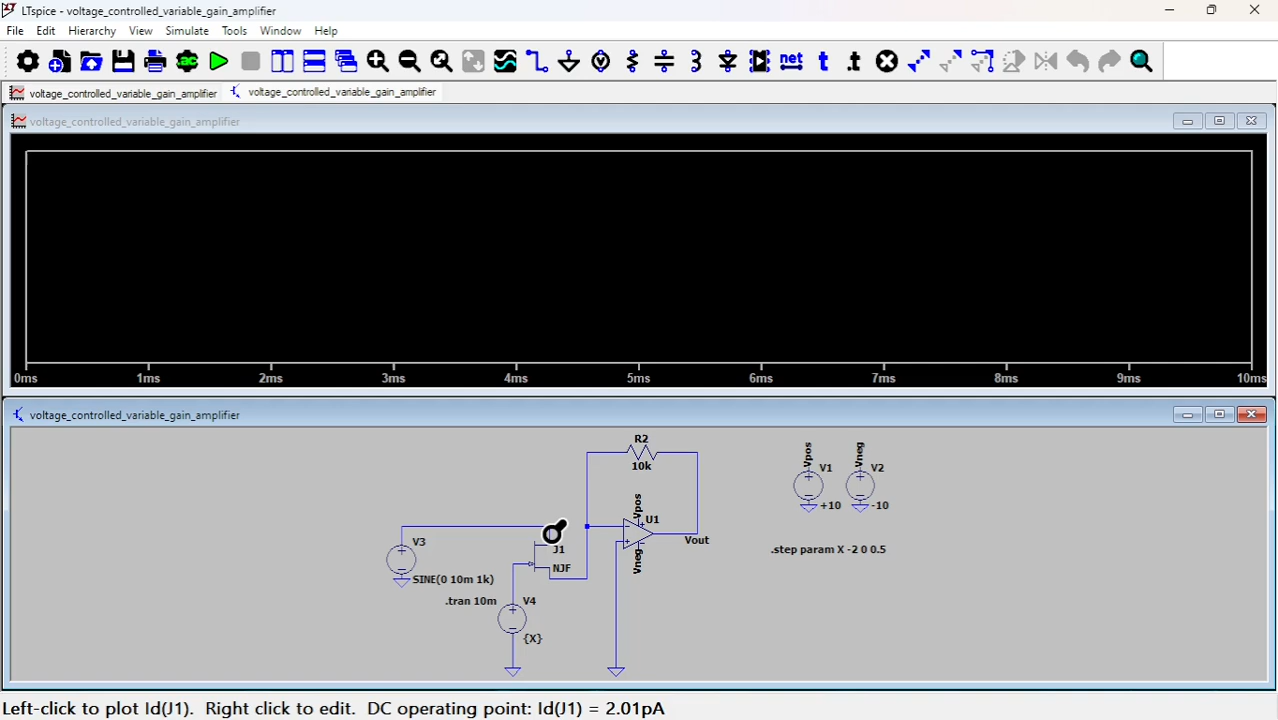 LTspice - voltage_controlled_variable_gain_amplifier
File Edit Hierarchy View Simulate Tools Window Help
.ac net t .t
voltage_controlled_variable_gain_amplifier voltage_controlled_variable_gain_amplifier
voltage_controlled_variable_gain_amplifier
0ms 1ms 2ms 3ms 4ms 5ms 6ms 7ms 8ms 9ms 10ms
voltage_controlled_variable_gain_amplifier
R2
10k
Vpos
U1
Vneg
Vout
J1
NJF
V3
SINE(0 10m 1k)
.tran 10m
V4
{X}
Vpos
V1
+10
Vneg
V2
-10
.step param X -2 0 0.5
Left-click to plot Id(J1). Right click to edit. DC operating point: Id(J1) = 2.01pA